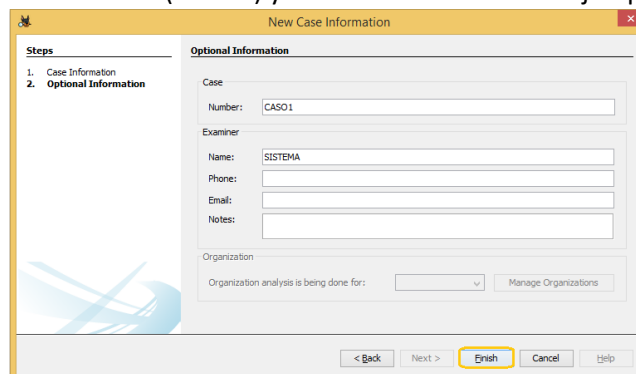 New Case Information
Steps
1. Case Information
2. Optional Information
Optional Information
Case
Number: CASO1
Examiner
Name: SISTEMA
Phone:
Email:
Notes:
Organization
Organization analysis is being done for:
Manage Organizations
< Back Next > Finish Cancel Help